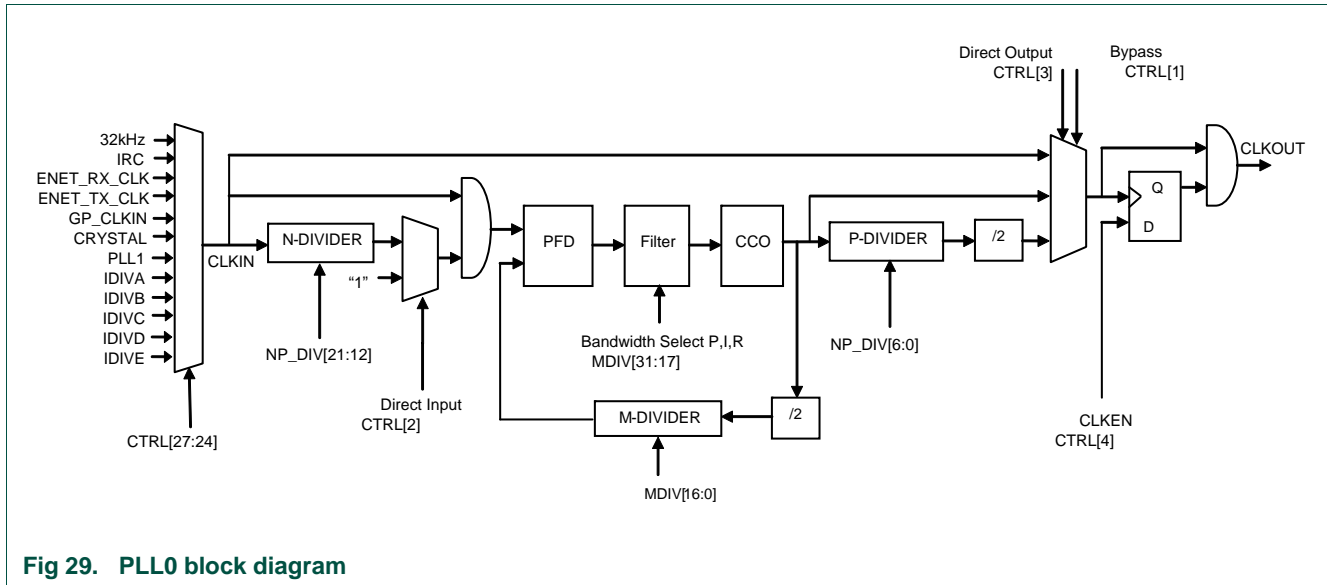 Direct Output
CTRL[3]
Bypass
CTRL[1]
32kHz
IRC
ENET_RX_CLK
ENET_TX_CLK
GP_CLKIN
CRYSTAL
PLL1
IDIVA
IDIVB
IDIVC
IDIVD
IDIVE
CTRL[27:24]
CLKIN
N-DIVIDER
NP_DIV[21:12]
"1"
Direct Input
CTRL[2]
PFD
Filter
Bandwidth Select P,I,R
MDIV[31:17]
CCO
P-DIVIDER
NP_DIV[6:0]
/2
/2
M-DIVIDER
MDIV[16:0]
Q
D
CLKEN
CTRL[4]
CLKOUT
Fig 29. PLL0 block diagram